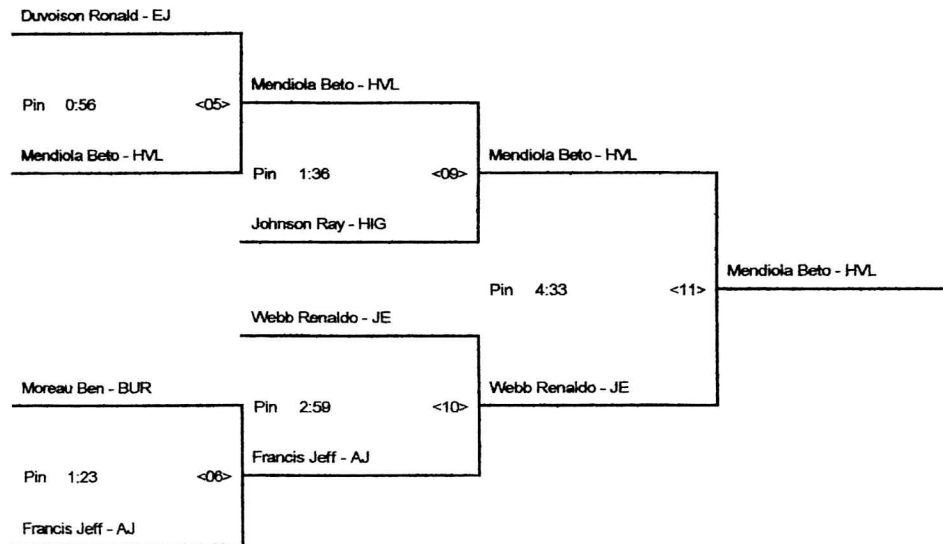 Duvoison Ronald - EJ
Mendiola Beto - HVL
Pin 0:56 <05>
Mendiola Beto - HVL
Mendiola Beto - HVL
Pin 1:36 <09>
Johnson Ray - HIG
Mendiola Beto - HVL
Pin 4:33 <11>
Webb Renaldo - JE
Moreau Ben - BUR
Webb Renaldo - JE
Pin 2:59 <10>
Francis Jeff - AJ
Pin 1:23 <06>
Francis Jeff - AJ